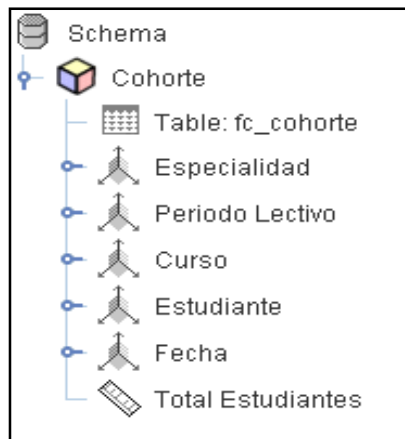 Schema
Cohorte
Table: fc_cohorte
Especialidad
Periodo Lectivo
Curso
Estudiante
Fecha
Total Estudiantes